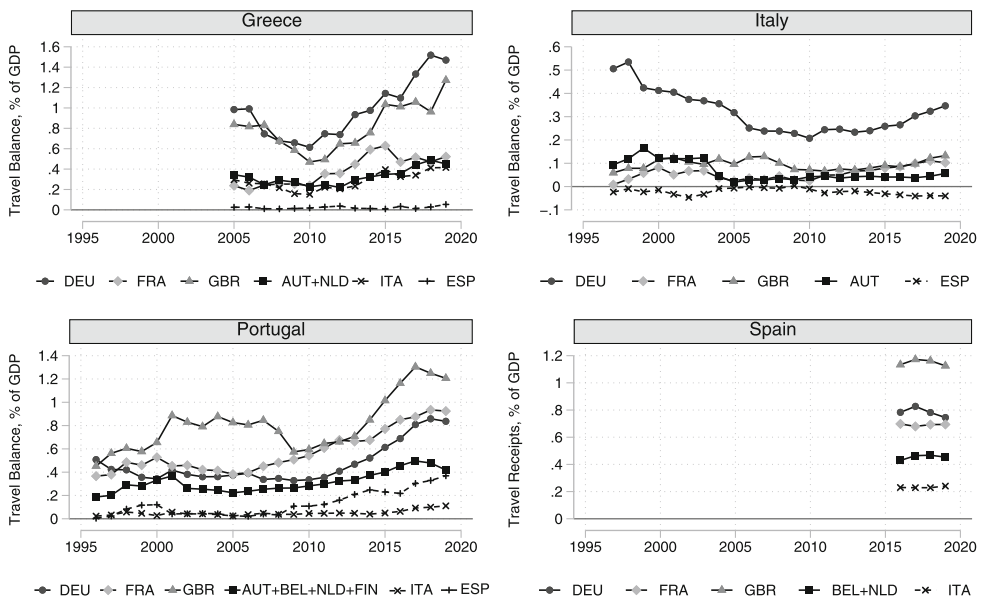 Greece
Travel Balance, % of GDP
1.6
1.4
1.2
1
.8
.6
.4
.2
0
1995 2000 2005 2010 2015 2020
DEU FRA GBR AUT+NLD ITA ESP
Italy
Travel Balance, % of GDP
.6
.5
.4
.3
.2
.1
0
-.1
1995 2000 2005 2010 2015 2020
DEU FRA GBR AUT ESP
Portugal
Travel Balance, % of GDP
1.4
1.2
1
.8
.6
.4
.2
0
1995 2000 2005 2010 2015 2020
DEU FRA GBR AUT+BEL+NLD+FIN ITA ESP
Spain
Travel Receipts, % of GDP
1.2
1
.8
.6
.4
.2
0
1995 2000 2005 2010 2015 2020
DEU FRA GBR BEL+NLD ITA